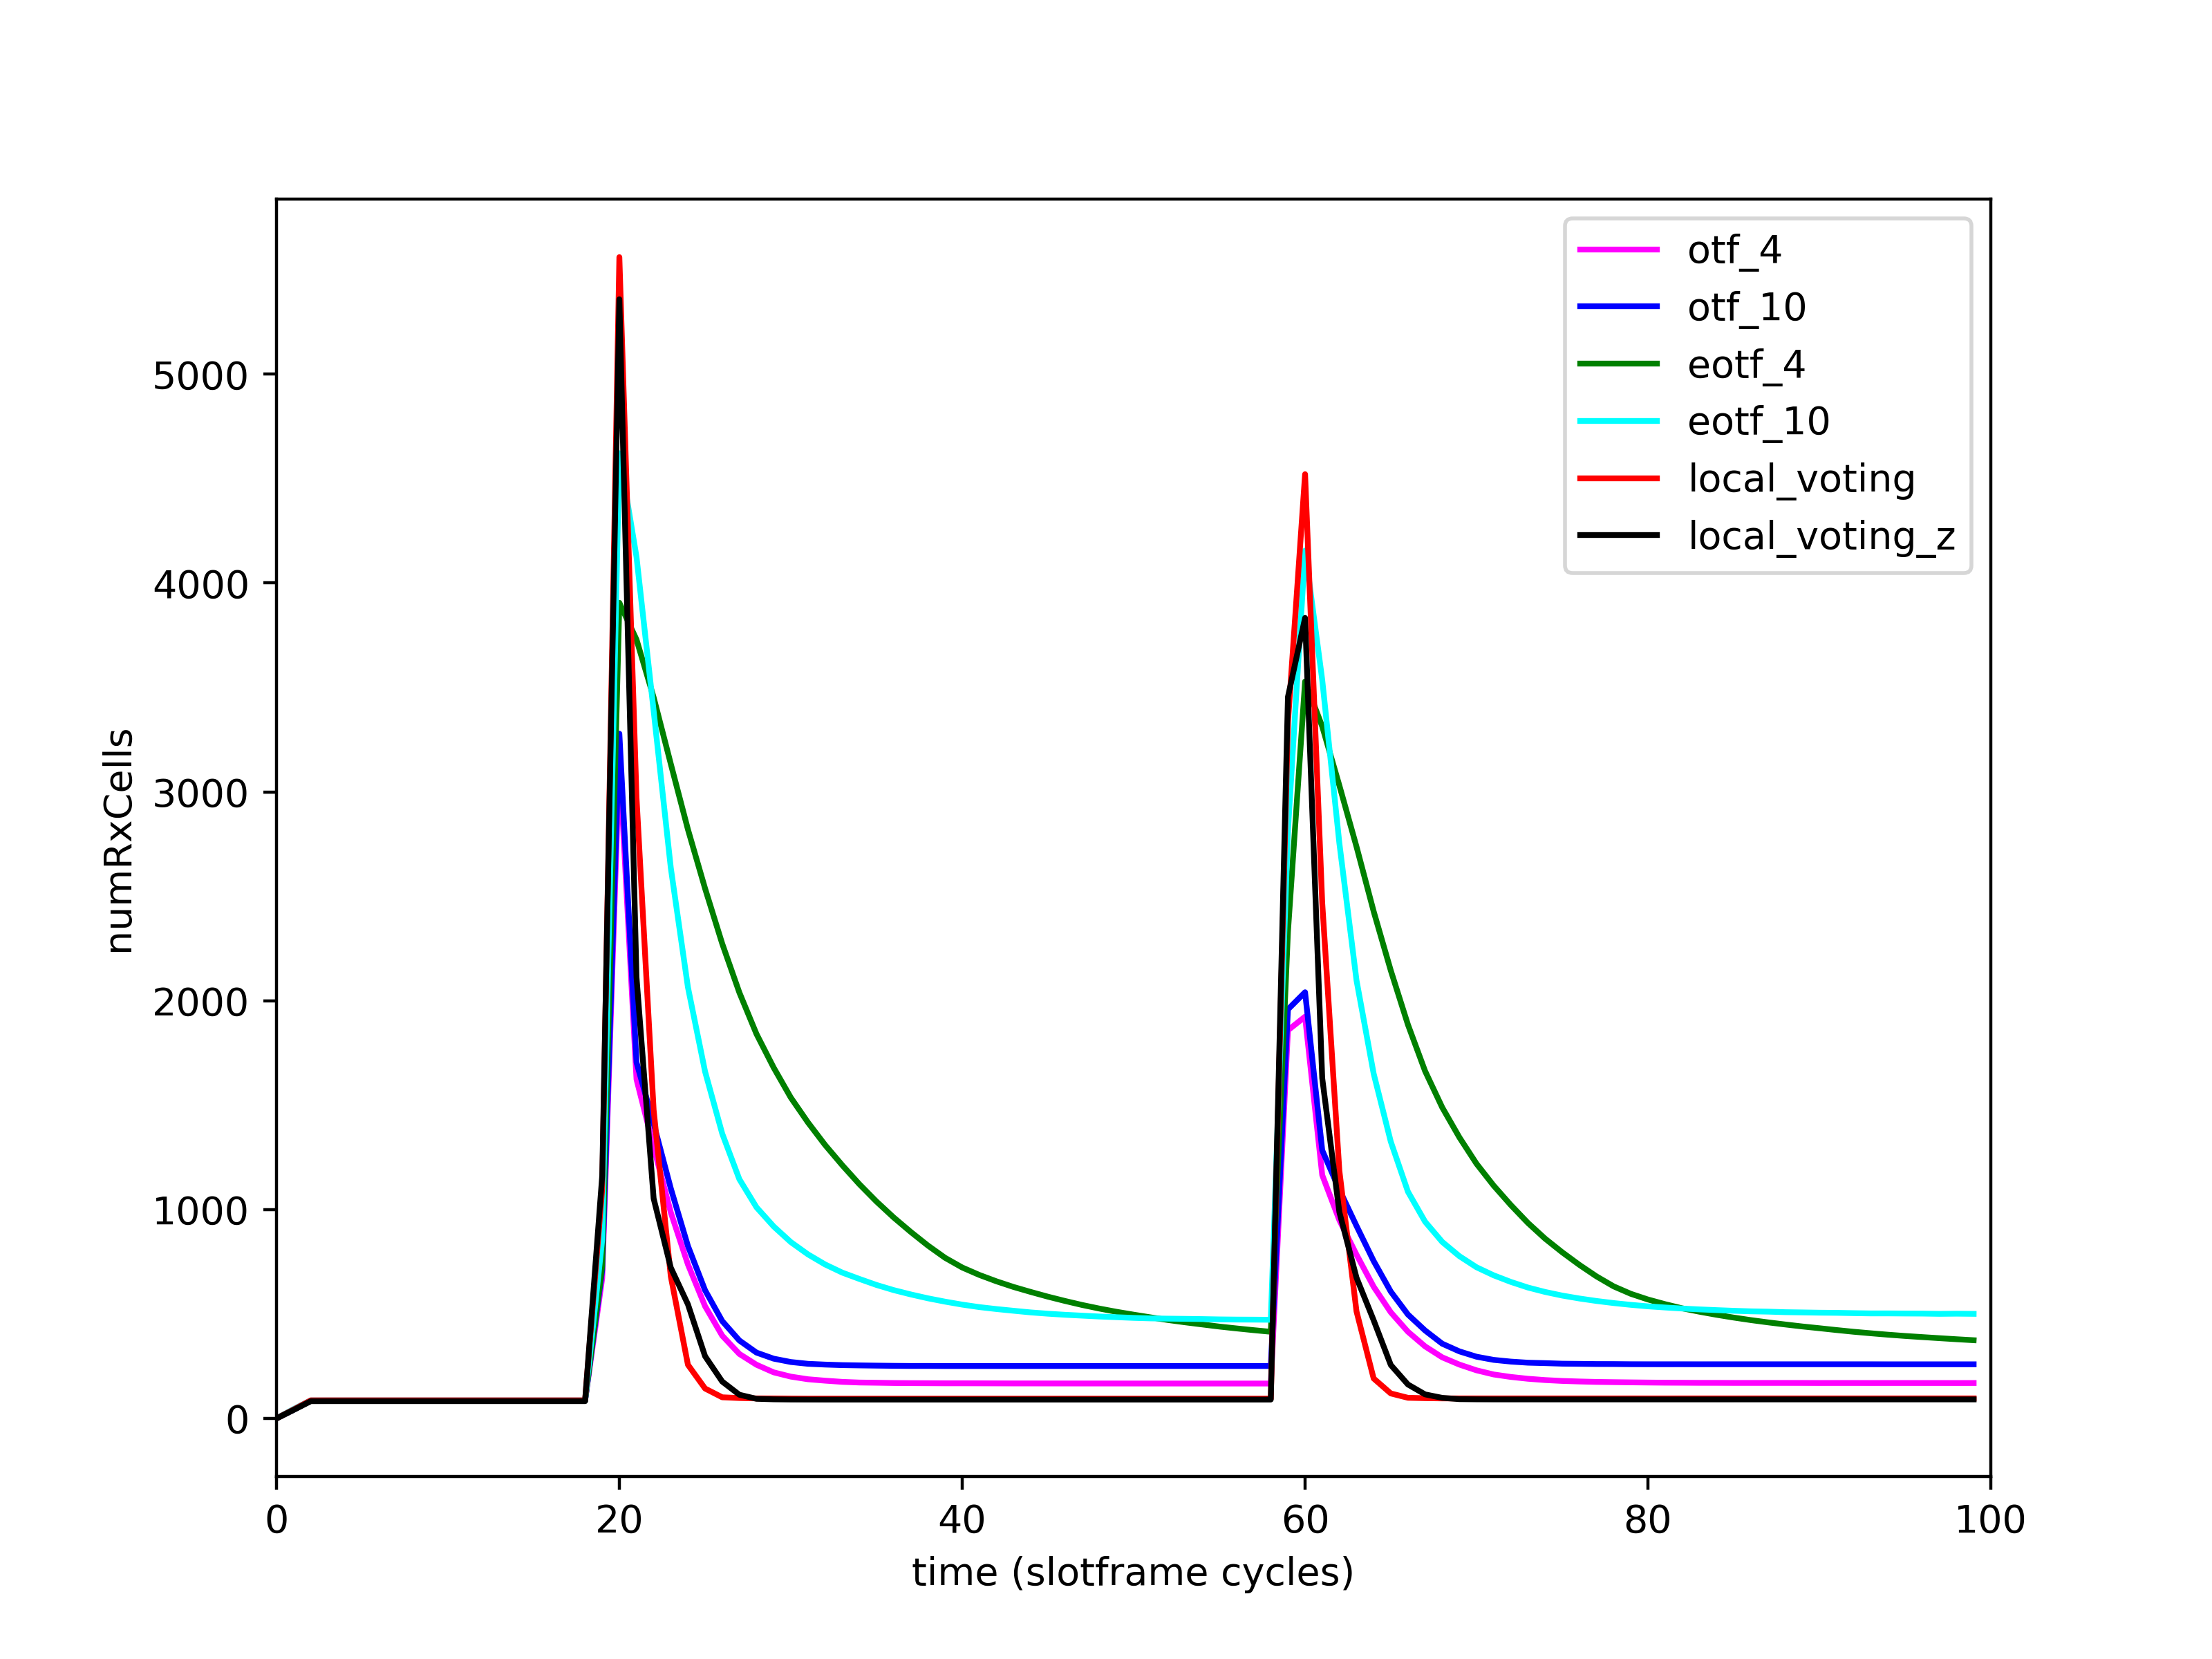 otf_4
otf_10
eotf_4
eotf_10
local_voting
local_voting_z
numRxCells
5000
4000
3000
2000
1000
0
0 20 40 60 80 100
time (slotframe cycles)